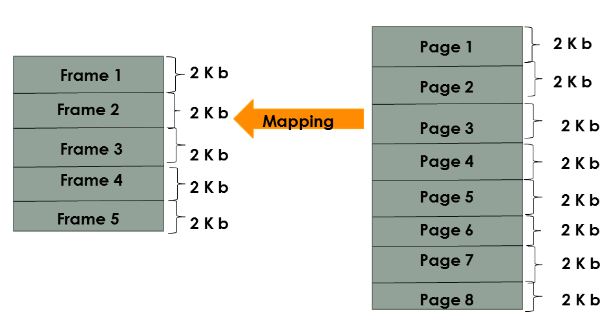 Frame 1
2 K b
Frame 2
2 K b
Frame 3
2 K b
Frame 4
2 K b
Frame 5
2 K b
Mapping
Page 1
2 K b
Page 2
2 K b
Page 3
2 K b
Page 4
2 K b
Page 5
2 K b
Page 6
2 K b
Page 7
2 K b
Page 8
2 K b